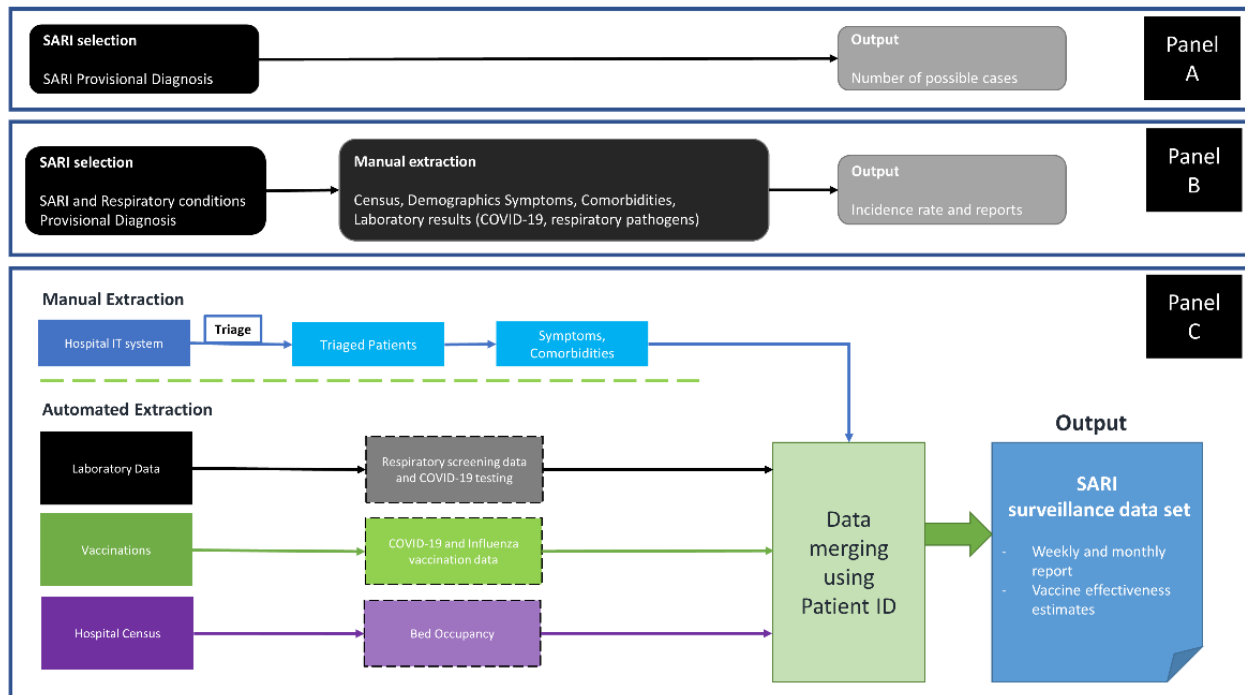 SARI selection
SARI Provisional Diagnosis
Output
Number of possible cases
Panel
A
SARI selection
SARI and Respiratory conditions
Provisional Diagnosis
Manual extraction
Census, Demographics Symptoms, Comorbidities,
Laboratory results (COVID-19, respiratory pathogens)
Output
Incidence rate and reports
Panel
B
Panel
C
Manual Extraction
Hospital IT system
Triage
Triaged Patients
Symptoms,
Comorbidities
Automated Extraction
Laboratory Data
Respiratory screening data
and COVID-19 testing
Vaccinations
COVID-19 and Influenza
vaccination data
Hospital Census
Bed Occupancy
Data
merging
using
Patient ID
Output
SARI
surveillance data set
- Weekly and monthly
report
- Vaccine effectiveness
estimates